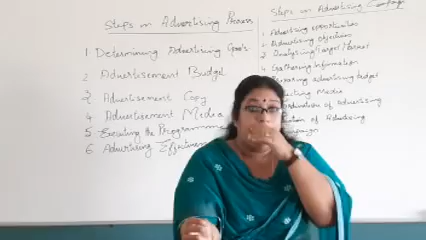 Steps in Advertising Process
1 Determining Advertising Goals
2 Advertisement Budget
3 Advertisement Copy
4 Advertisement Media
5 Executing the Programme
6 Advertising Effectiveness
Steps in Advertising Campaign
1. Advertising opportunities
2. Advertising objectives
3 Analysing Target Market
4 Gathering Information
advertising budget
Media
of Advertising
of Advertising